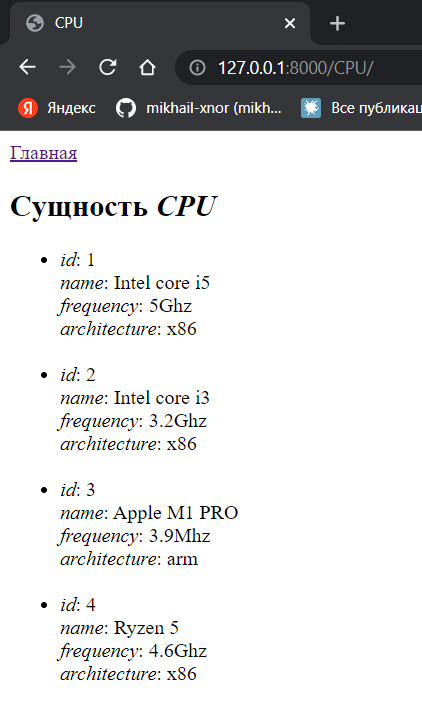 CPU
127.0.0.1:8000/CPU/
Яндекс mikhail-xnor (mikh... Все публикац
Главная
Сущность CPU
id: 1
name: Intel core i5
frequency: 5Ghz
architecture: x86
id: 2
name: Intel core i3
frequency: 3.2Ghz
architecture: x86
id: 3
name: Apple M1 PRO
frequency: 3.9Mhz
architecture: arm
id: 4
name: Ryzen 5
frequency: 4.6Ghz
architecture: x86